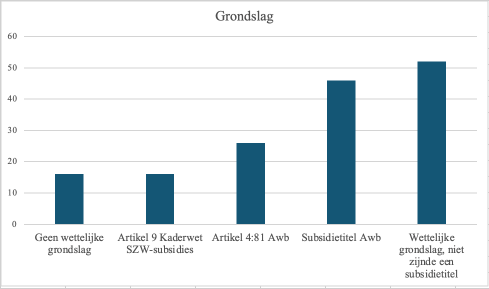 Grondslag
60
50
40
30
20
10
0
Geen wettelijke
grondslag
Artikel 9 Kaderwet
SZW-subsidies
Artikel 4:81 Awb
Subsidietitel Awb
Wettelijke
grondslag, niet
zijnde een
subsidietitel